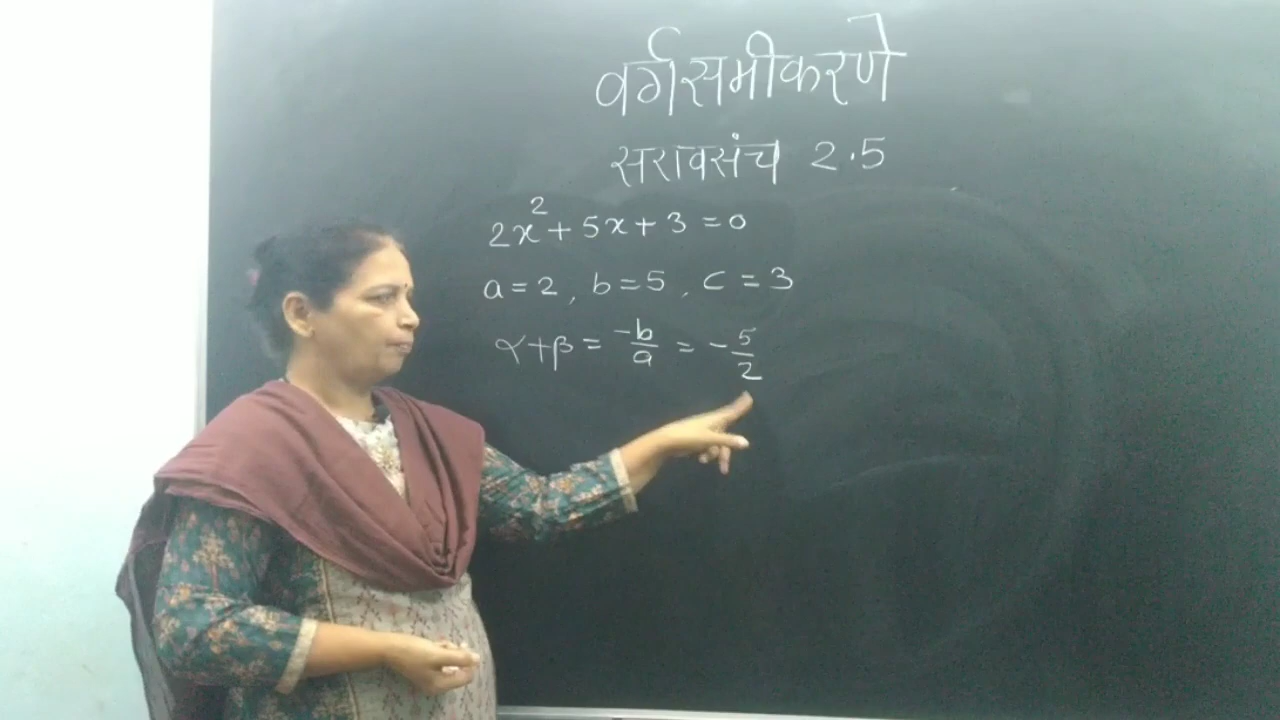 वर्गसमीकरणे
सरावसंच 2.5
2x² + 5x + 3 = 0
a = 2, b = 5, c = 3
α + β = -b/a = -5/2